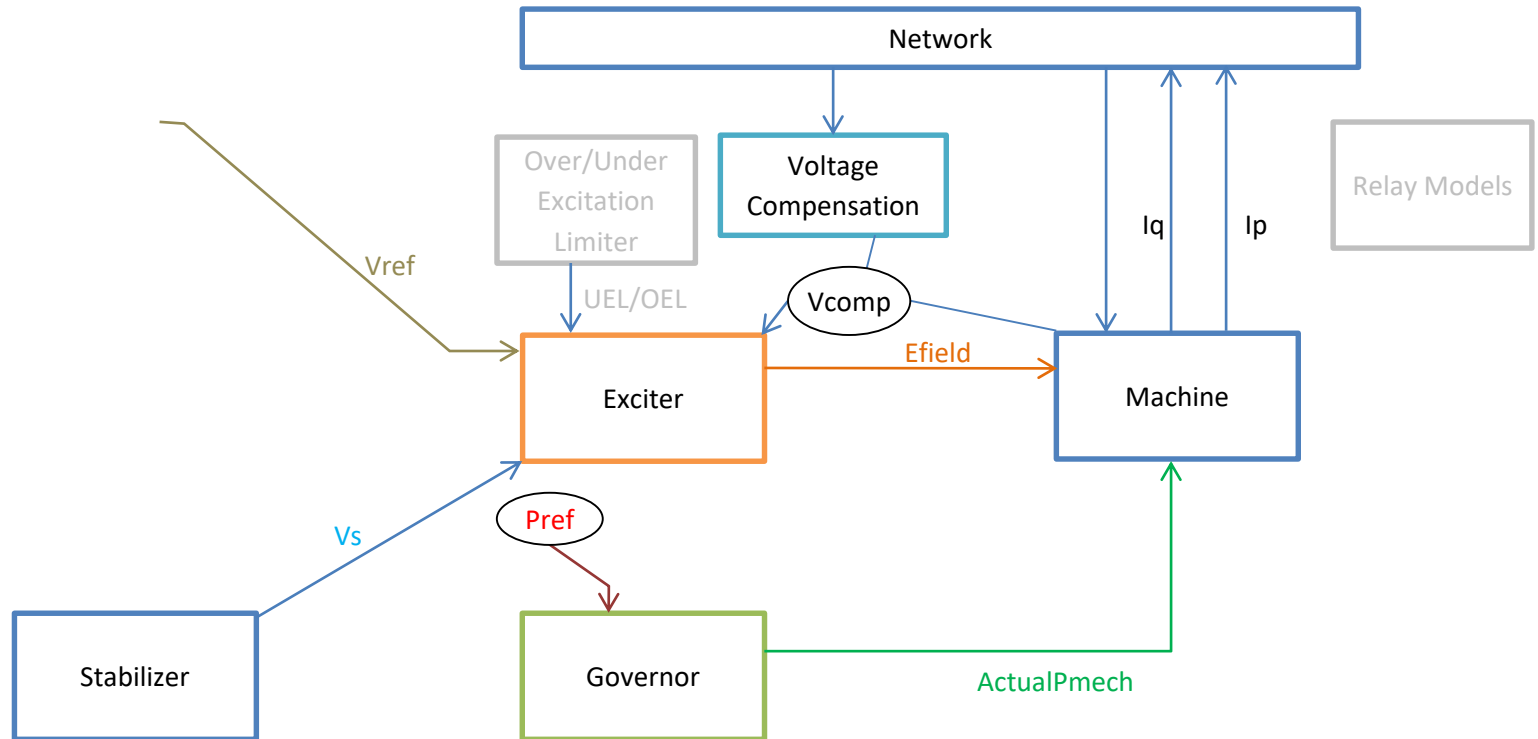 Network
Over/Under
Excitation
Limiter
Voltage
Compensation
Relay Models
Iq
Ip
Vref
UEL/OEL
Vcomp
Efield
Exciter
Machine
Pref
Vs
Stabilizer
Governor
ActualPmech